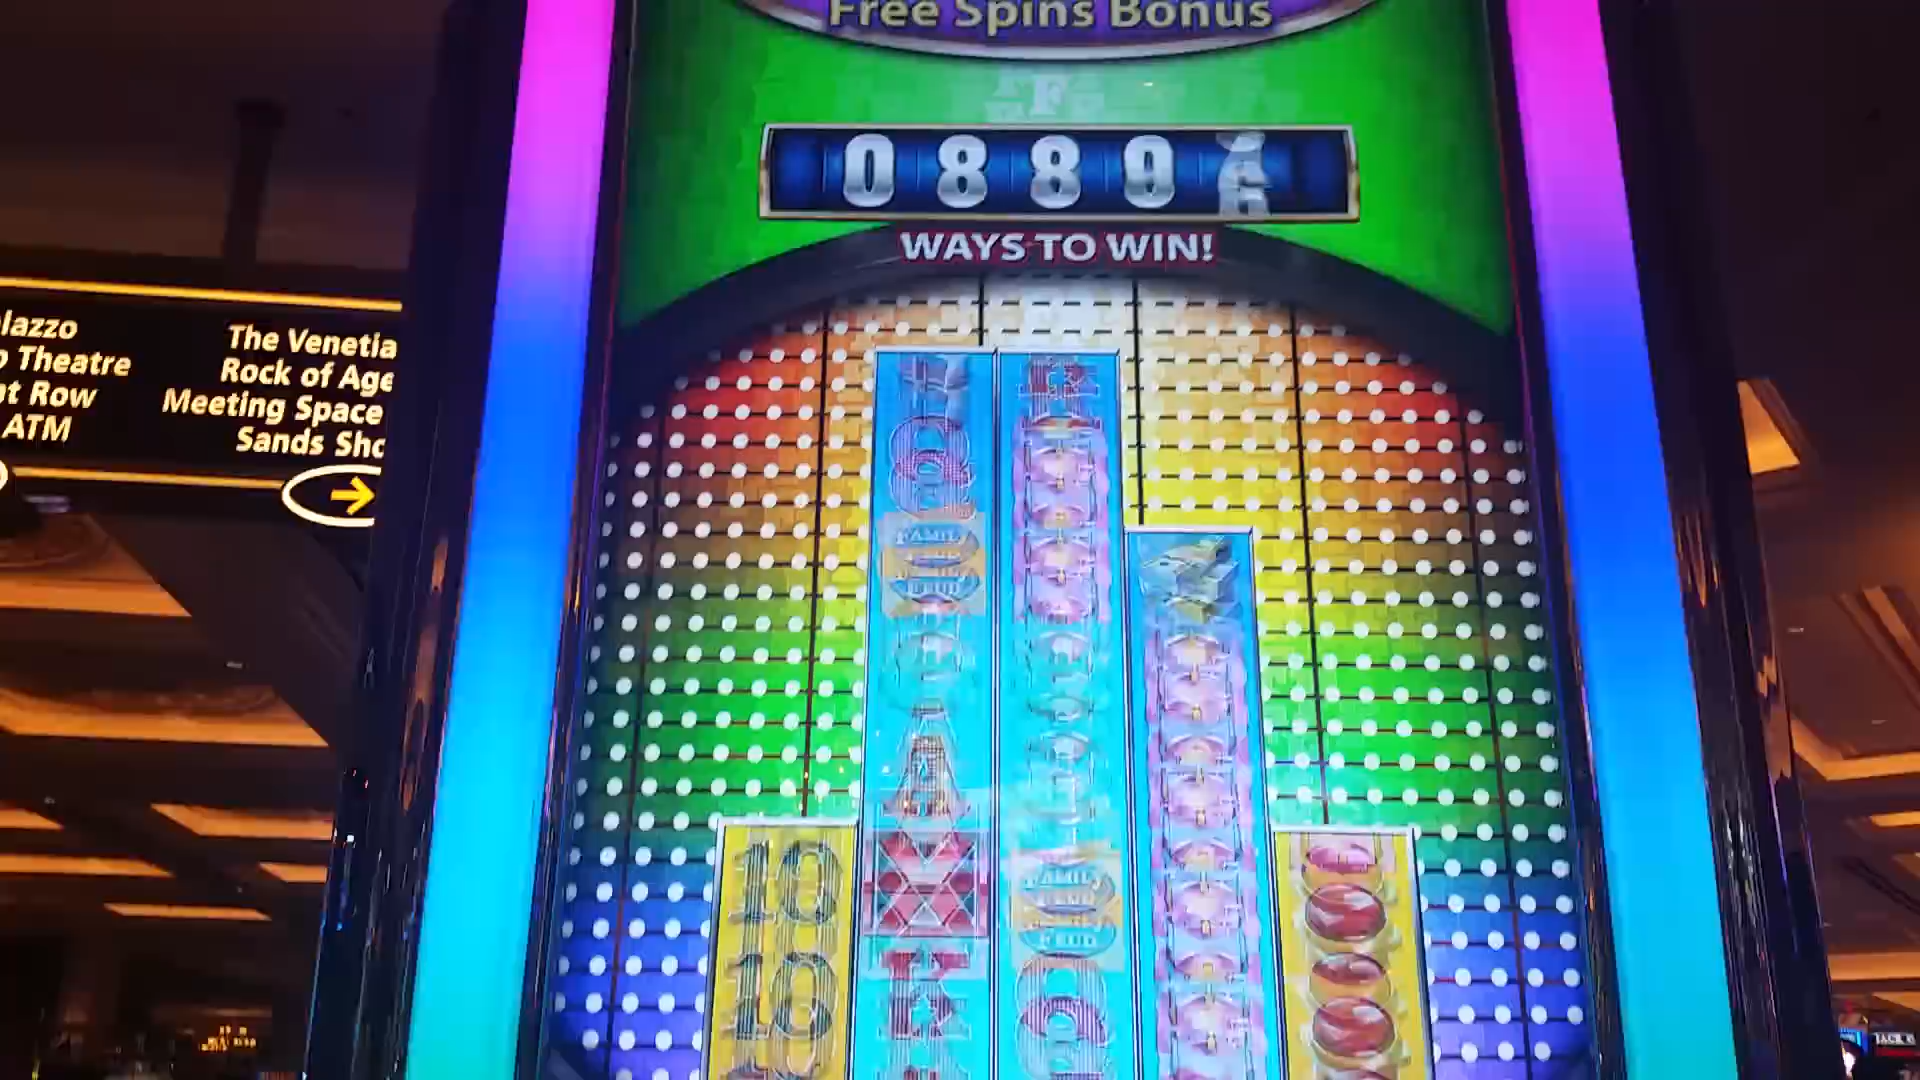 Free Spins Bonus
0889
WAYS TO WIN!
The Venetia
Theatre
Rock of Age
Row
Meeting Space
ATM
Sands Sho
Q
FAMILY
A
X
10
K
10
FAMILY
FEUD
Q